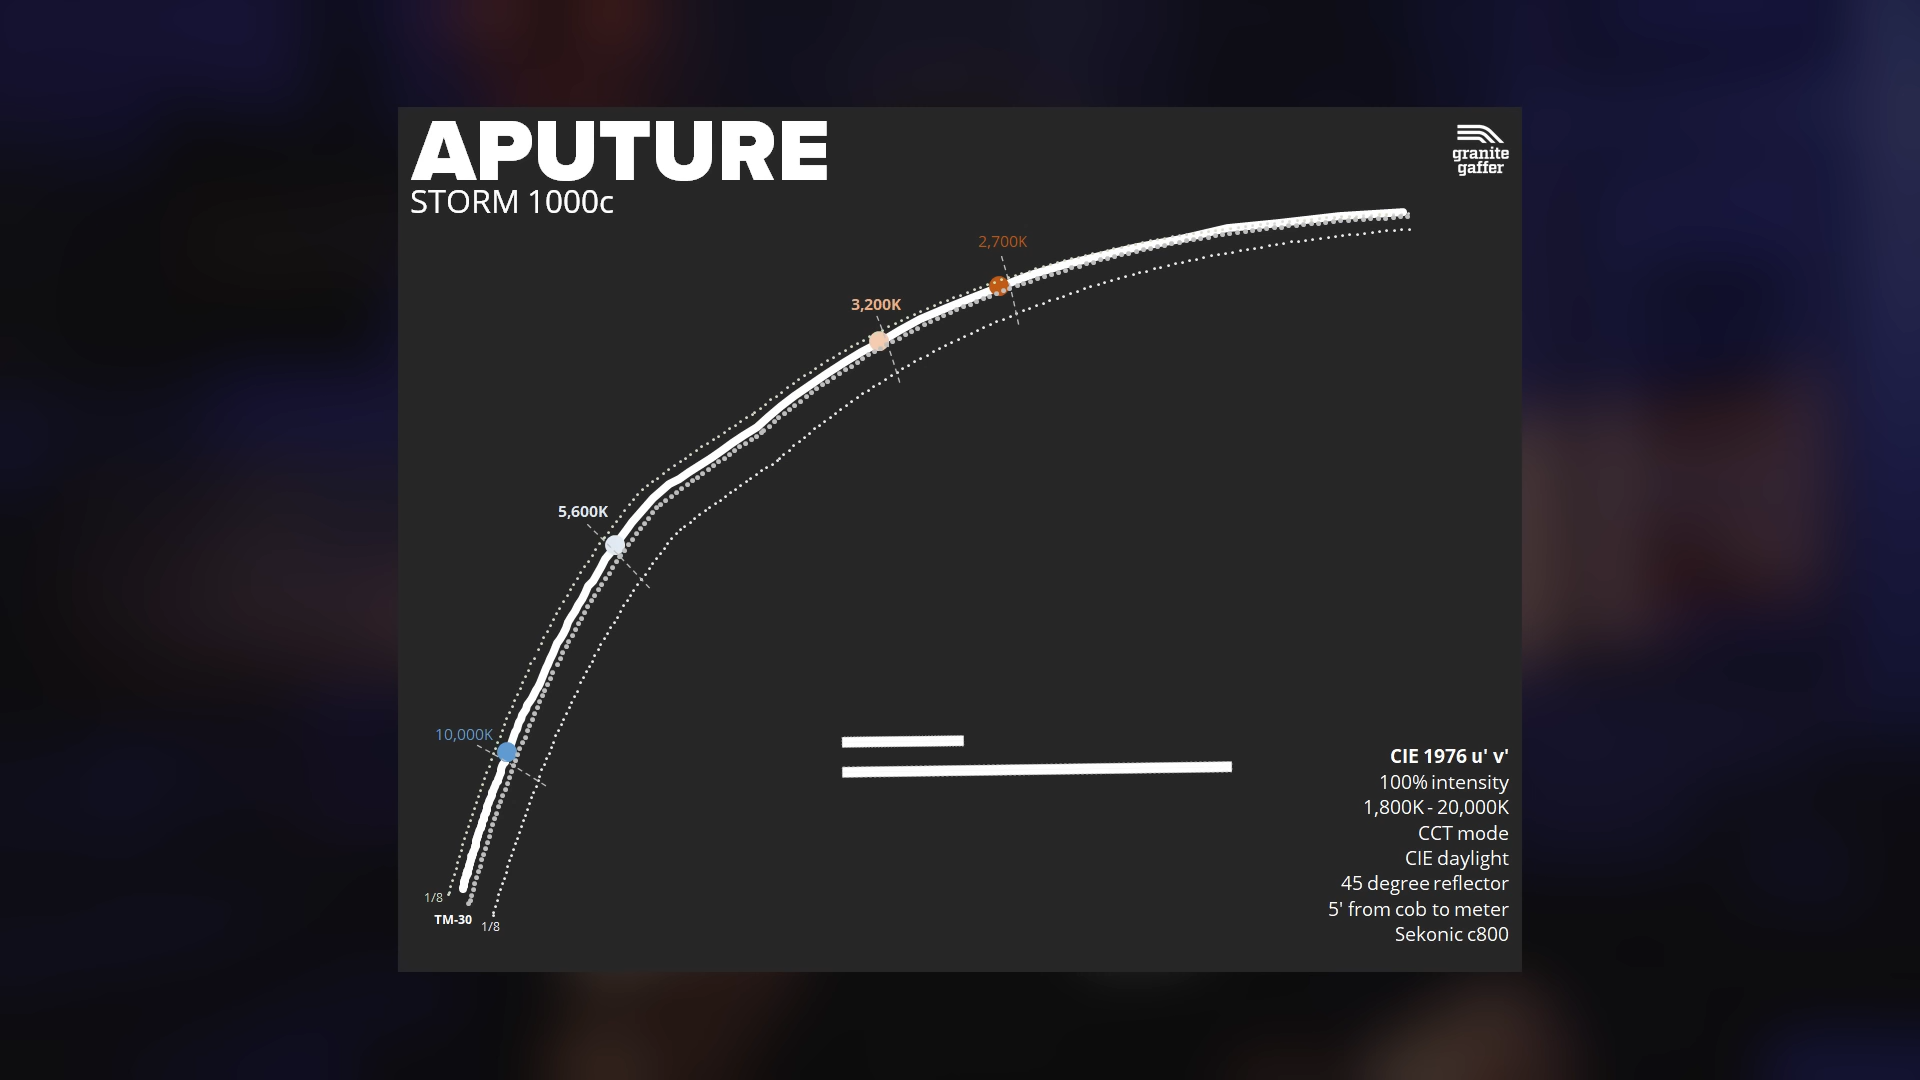 APUTURE
STORM 1000c
granite
gaffer
2,700K
3,200K
5,600K
10,000K
1/8
TM-30
1/8
CIE 1976 u' v'
100% intensity
1,800K - 20,000K
CCT mode
CIE daylight
45 degree reflector
5' from cob to meter
Sekonic c800